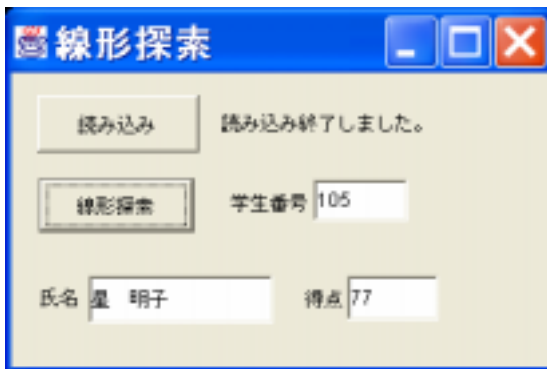 線形探索
読み込み 読み込み終了しました。
線形探索 学生番号 105
氏名 星 明子 得点 77